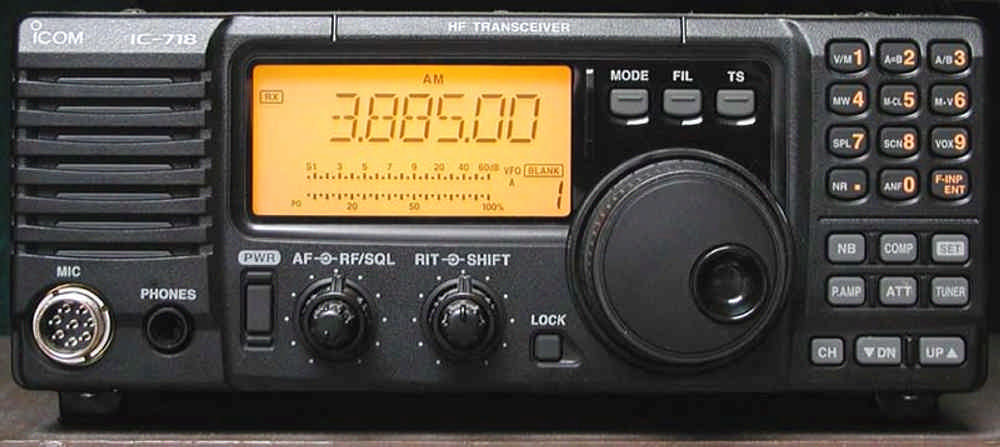 ICOM
IC-718
HF TRANSCEIVER
AM
RX
3.885.00
S1 3 5 7 9 20 40 60dB
VFO BLANK
A
1
PO 20 50 100%
MODE FIL TS
V/M 1 A=B 2 A/B 3
MW 4 M-CL 5 M▸V 6
SPL 7 SCN 8 VOX 9
NR . ANF 0 F-INP ENT
NB COMP SET
P.AMP ATT TUNER
CH ▼DN UP▲
MIC
PHONES
PWR
AF RF/SQL
RIT SHIFT
LOCK